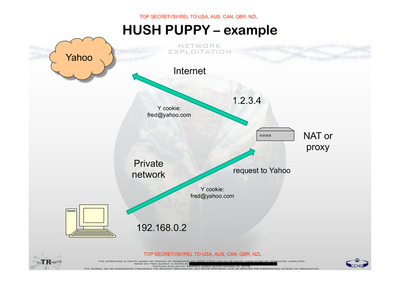 TOP SECRET//SI//REL TO USA, AUS, CAN, GBR, NZL
HUSH PUPPY – example
NETWORK
EXPLOITATION
Yahoo
Internet
1.2.3.4
Y cookie:
fred@yahoo.com
NAT or
proxy
Private
network
request to Yahoo
Y cookie:
fred@yahoo.com
192.168.0.2
TOP SECRET//SI//REL TO USA, AUS, CAN, GBR, NZL
TR
GCHQ